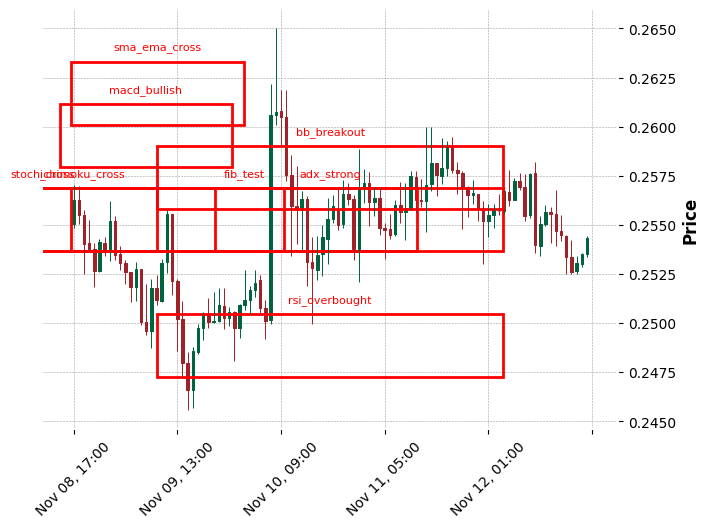 sma_ema_cross
macd_bullish
bb_breakout
fib_test
adx_strong
rsi_overbought
0.2650
0.2625
0.2600
0.2575
0.2550
0.2525
0.2500
0.2475
0.2450
Price
Nov 08, 17:00
Nov 09, 13:00
Nov 10, 09:00
Nov 11, 05:00
Nov 12, 01:00